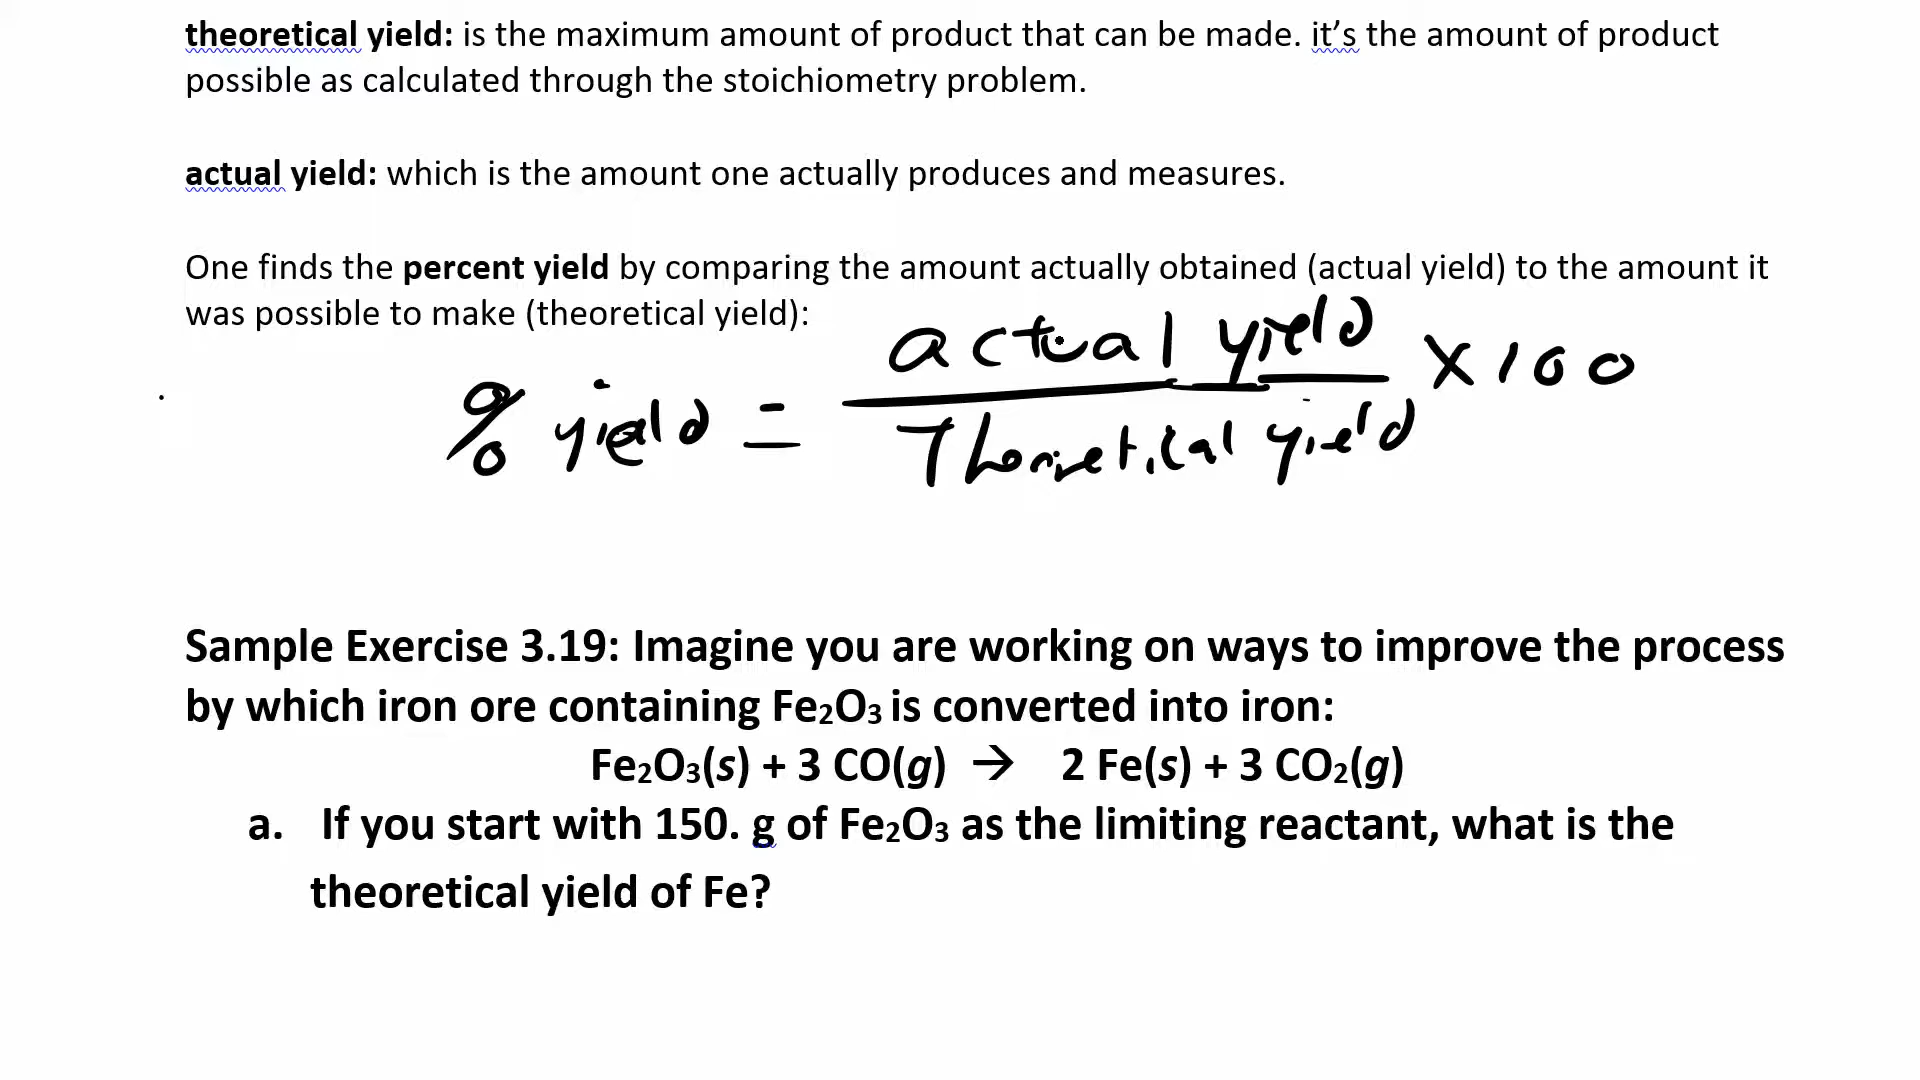 theoretical yield: is the maximum amount of product that can be made. it’s the amount of product
possible as calculated through the stoichiometry problem.
actual yield: which is the amount one actually produces and measures.
One finds the percent yield by comparing the amount actually obtained (actual yield) to the amount it
was possible to make (theoretical yield):
actual yield
% yield = ———— x 100
Theoretical yield
Sample Exercise 3.19: Imagine you are working on ways to improve the process
by which iron ore containing Fe₂O₃ is converted into iron:
Fe₂O₃(s) + 3 CO(g) → 2 Fe(s) + 3 CO₂(g)
a. If you start with 150. g of Fe₂O₃ as the limiting reactant, what is the
theoretical yield of Fe?